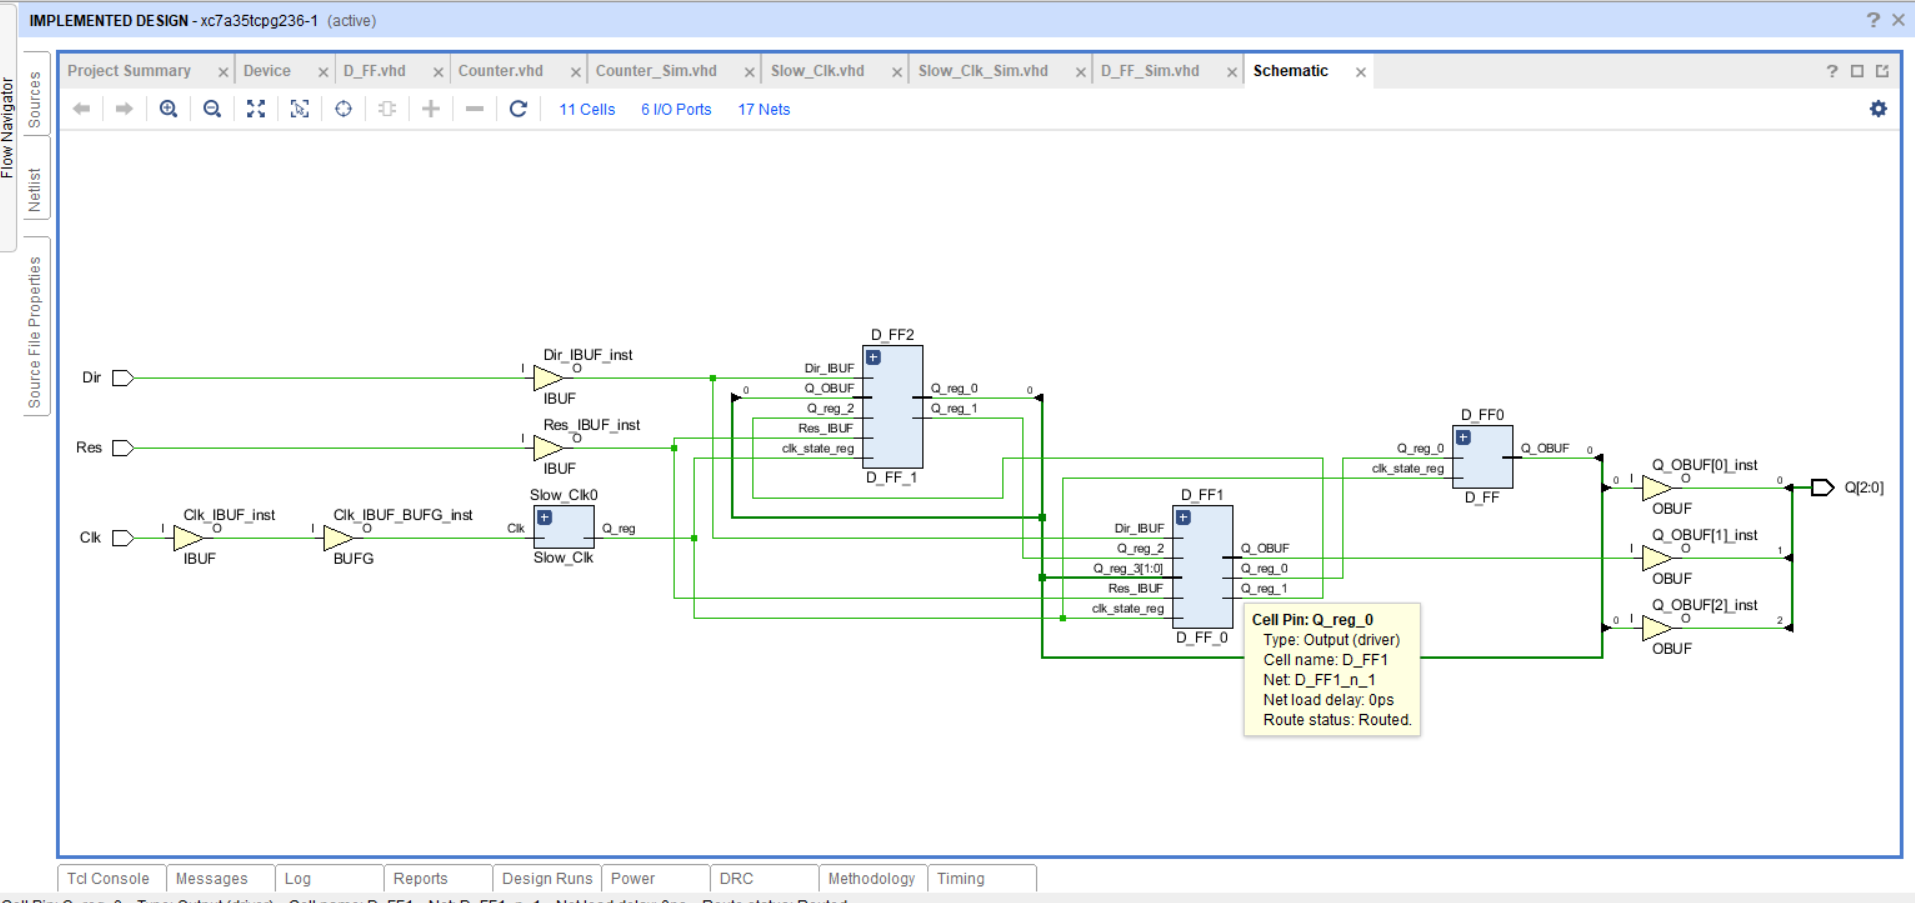 IMPLEMENTED DESIGN - xc7a35tcpg236-1 (active)
Flow Navigator
Sources
Netlist
Source File Properties
Project Summary
Device
D_FF.vhd
Counter.vhd
Counter_Sim.vhd
Slow_Clk.vhd
Slow_Clk_Sim.vhd
D_FF_Sim.vhd
Schematic
11 Cells
6 I/O Ports
17 Nets
Dir
I
Dir_IBUF_inst
O
IBUF
Res
I
Res_IBUF_inst
O
IBUF
Clk
I
Clk_IBUF_inst
O
IBUF
I
Clk_IBUF_BUFG_inst
O
BUFG
Slow_Clk0
Clk
Q_reg
Slow_Clk
D_FF2
Dir_IBUF
0
Q_OBUF
Q_reg_2
Res_IBUF
clk_state_reg
Q_reg_0
0
Q_reg_1
D_FF_1
D_FF1
Dir_IBUF
Q_reg_2
Q_reg_3[1:0]
Res_IBUF
clk_state_reg
Q_OBUF
Q_reg_0
Q_reg_1
D_FF_0
D_FF0
Q_reg_0
clk_state_reg
Q_OBUF
0
D_FF
Q_OBUF[0]_inst
0
I
O
0
OBUF
Q[2:0]
Q_OBUF[1]_inst
I
O
1
OBUF
Q_OBUF[2]_inst
0
I
O
2
OBUF
Cell Pin: Q_reg_0
Type: Output (driver)
Cell name: D_FF1
Net: D_FF1_n_1
Net load delay: 0ps
Route status: Routed.
Tcl Console
Messages
Log
Reports
Design Runs
Power
DRC
Methodology
Timing